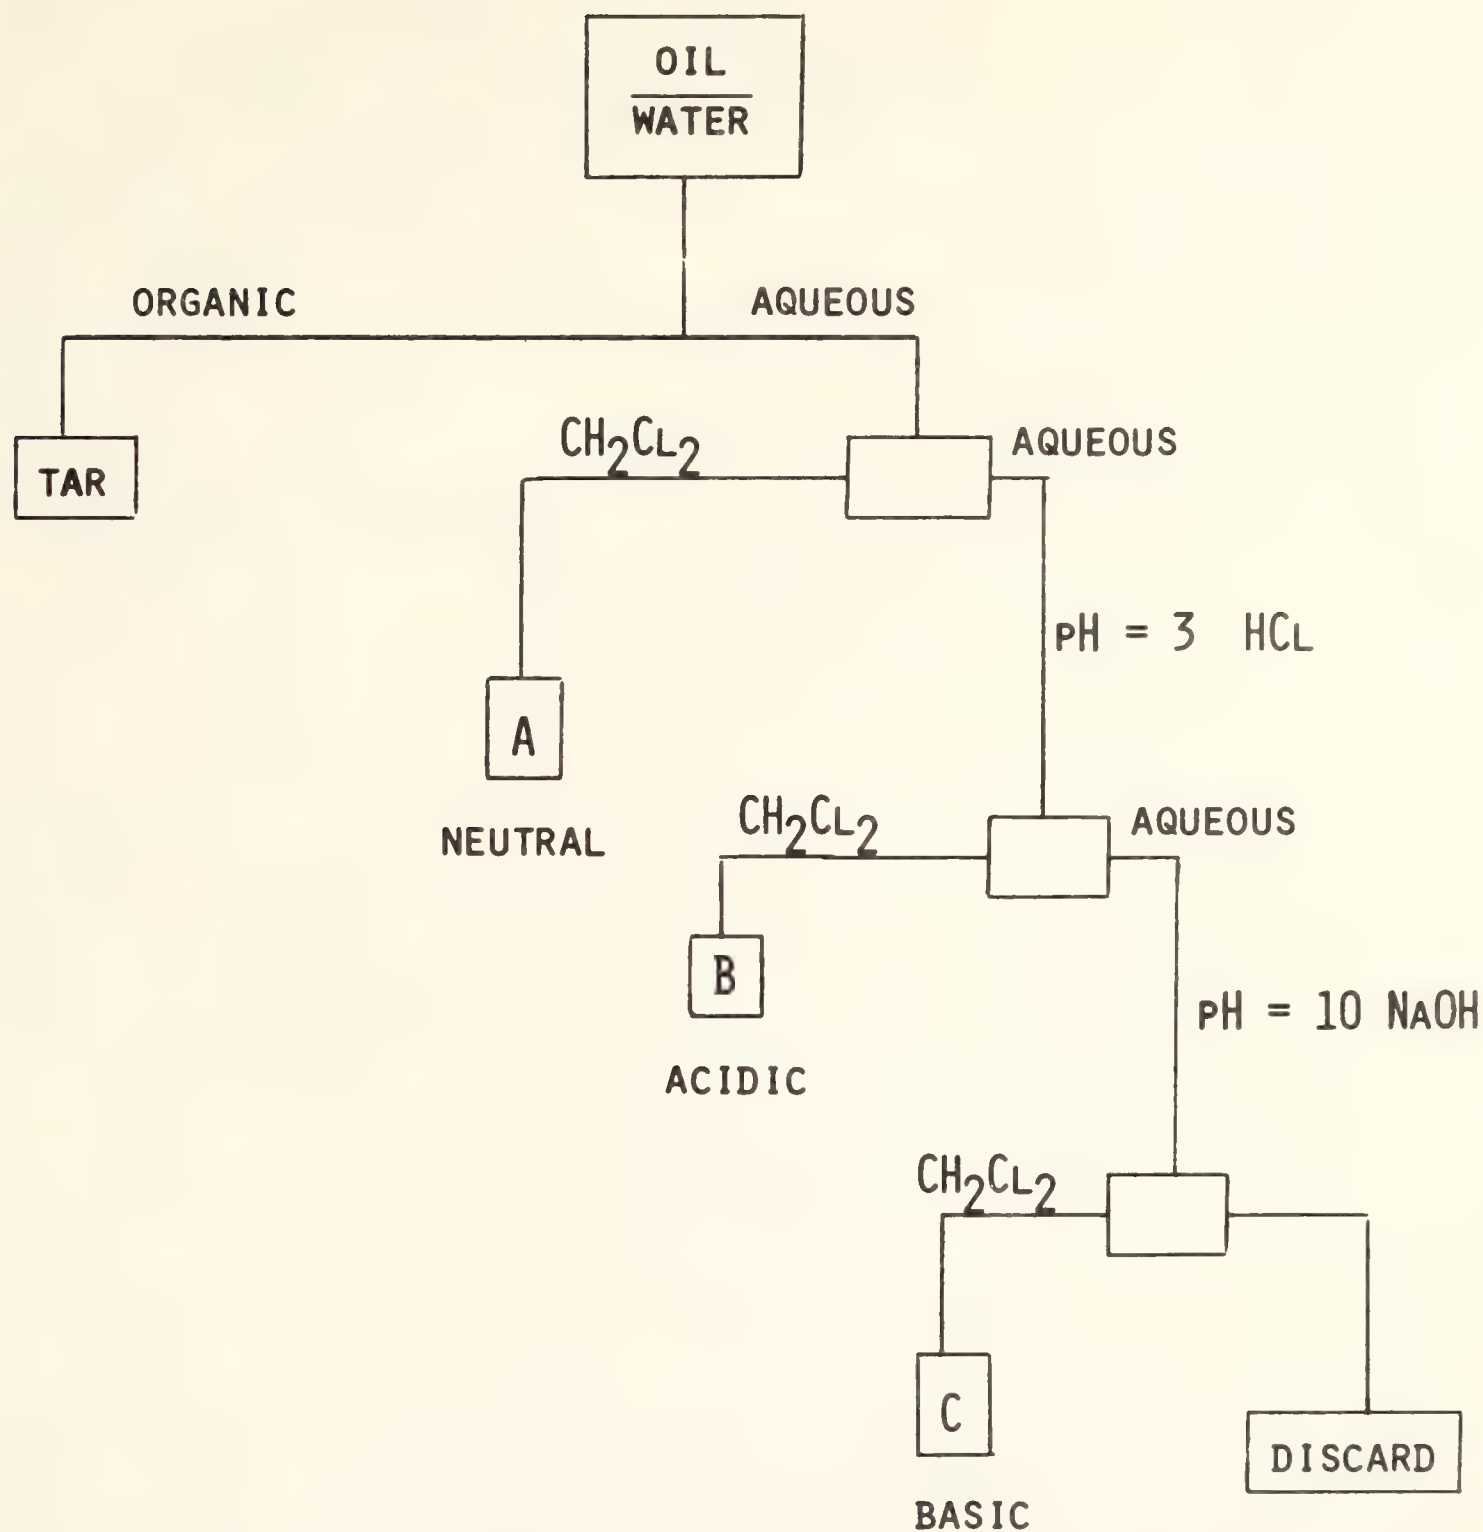 OIL
WATER
ORGANIC
AQUEOUS
TAR
CH₂CL₂
AQUEOUS
pH = 3 HCL
A
NEUTRAL
CH₂CL₂
AQUEOUS
B
ACIDIC
pH = 10 NAOH
CH₂CL₂
C
BASIC
DISCARD